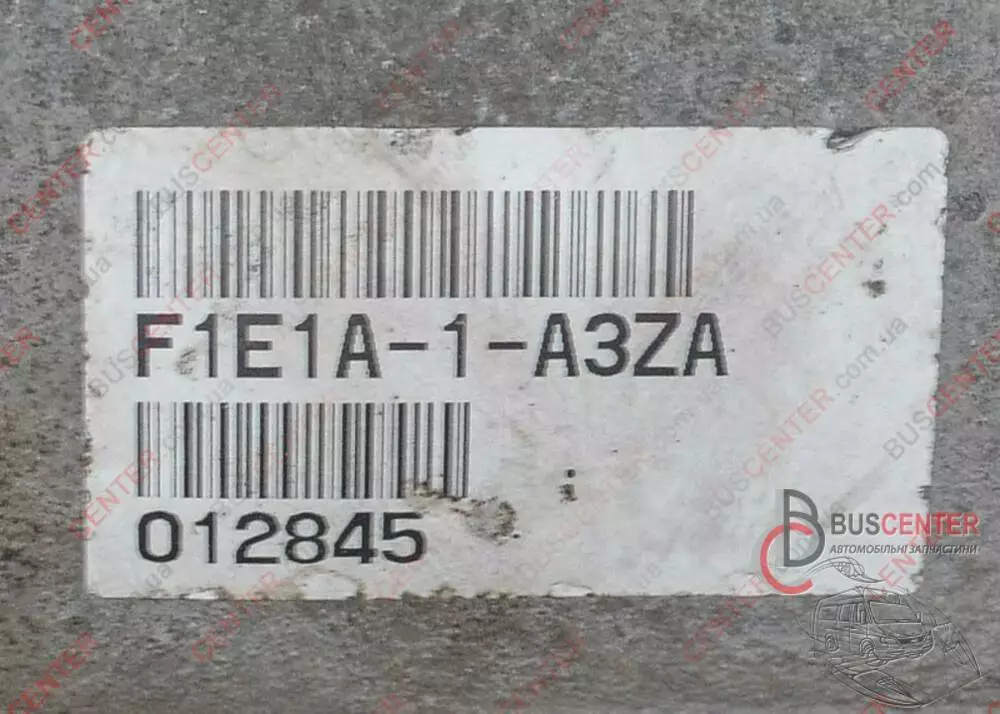 F1E1A-1-A3ZA
012845
BUSCENTER
АВТОМОБІЛЬНІ ЗАПЧАСТИНИ